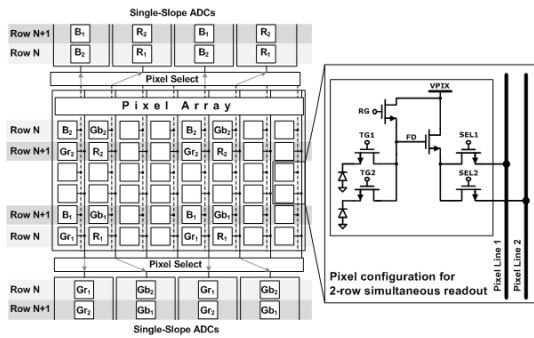 Single-Slope ADCs
Row N+1 B₁ R₂ B₁ R₂
Row N B₂ R₁ B₂ R₁
Pixel Select
Pixel Array
Row N B₂ Gb₂ B₂ Gb₂
Row N+1 Gr₂ R₂ Gr₂ R₂
Row N+1 B₁ Gb₁ B₁ Gb₁
Row N Gr₁ R₁ Gr₁ R₁
Pixel Select
Row N Gr₁ Gb₂ Gr₁ Gb₂
Row N+1 Gr₂ Gb₁ Gr₂ Gb₁
Single-Slope ADCs
VPIX
RG
TG1
FD
SEL1
TG2
SEL2
Pixel configuration for
2-row simultaneous readout
Pixel Line 1
Pixel Line 2